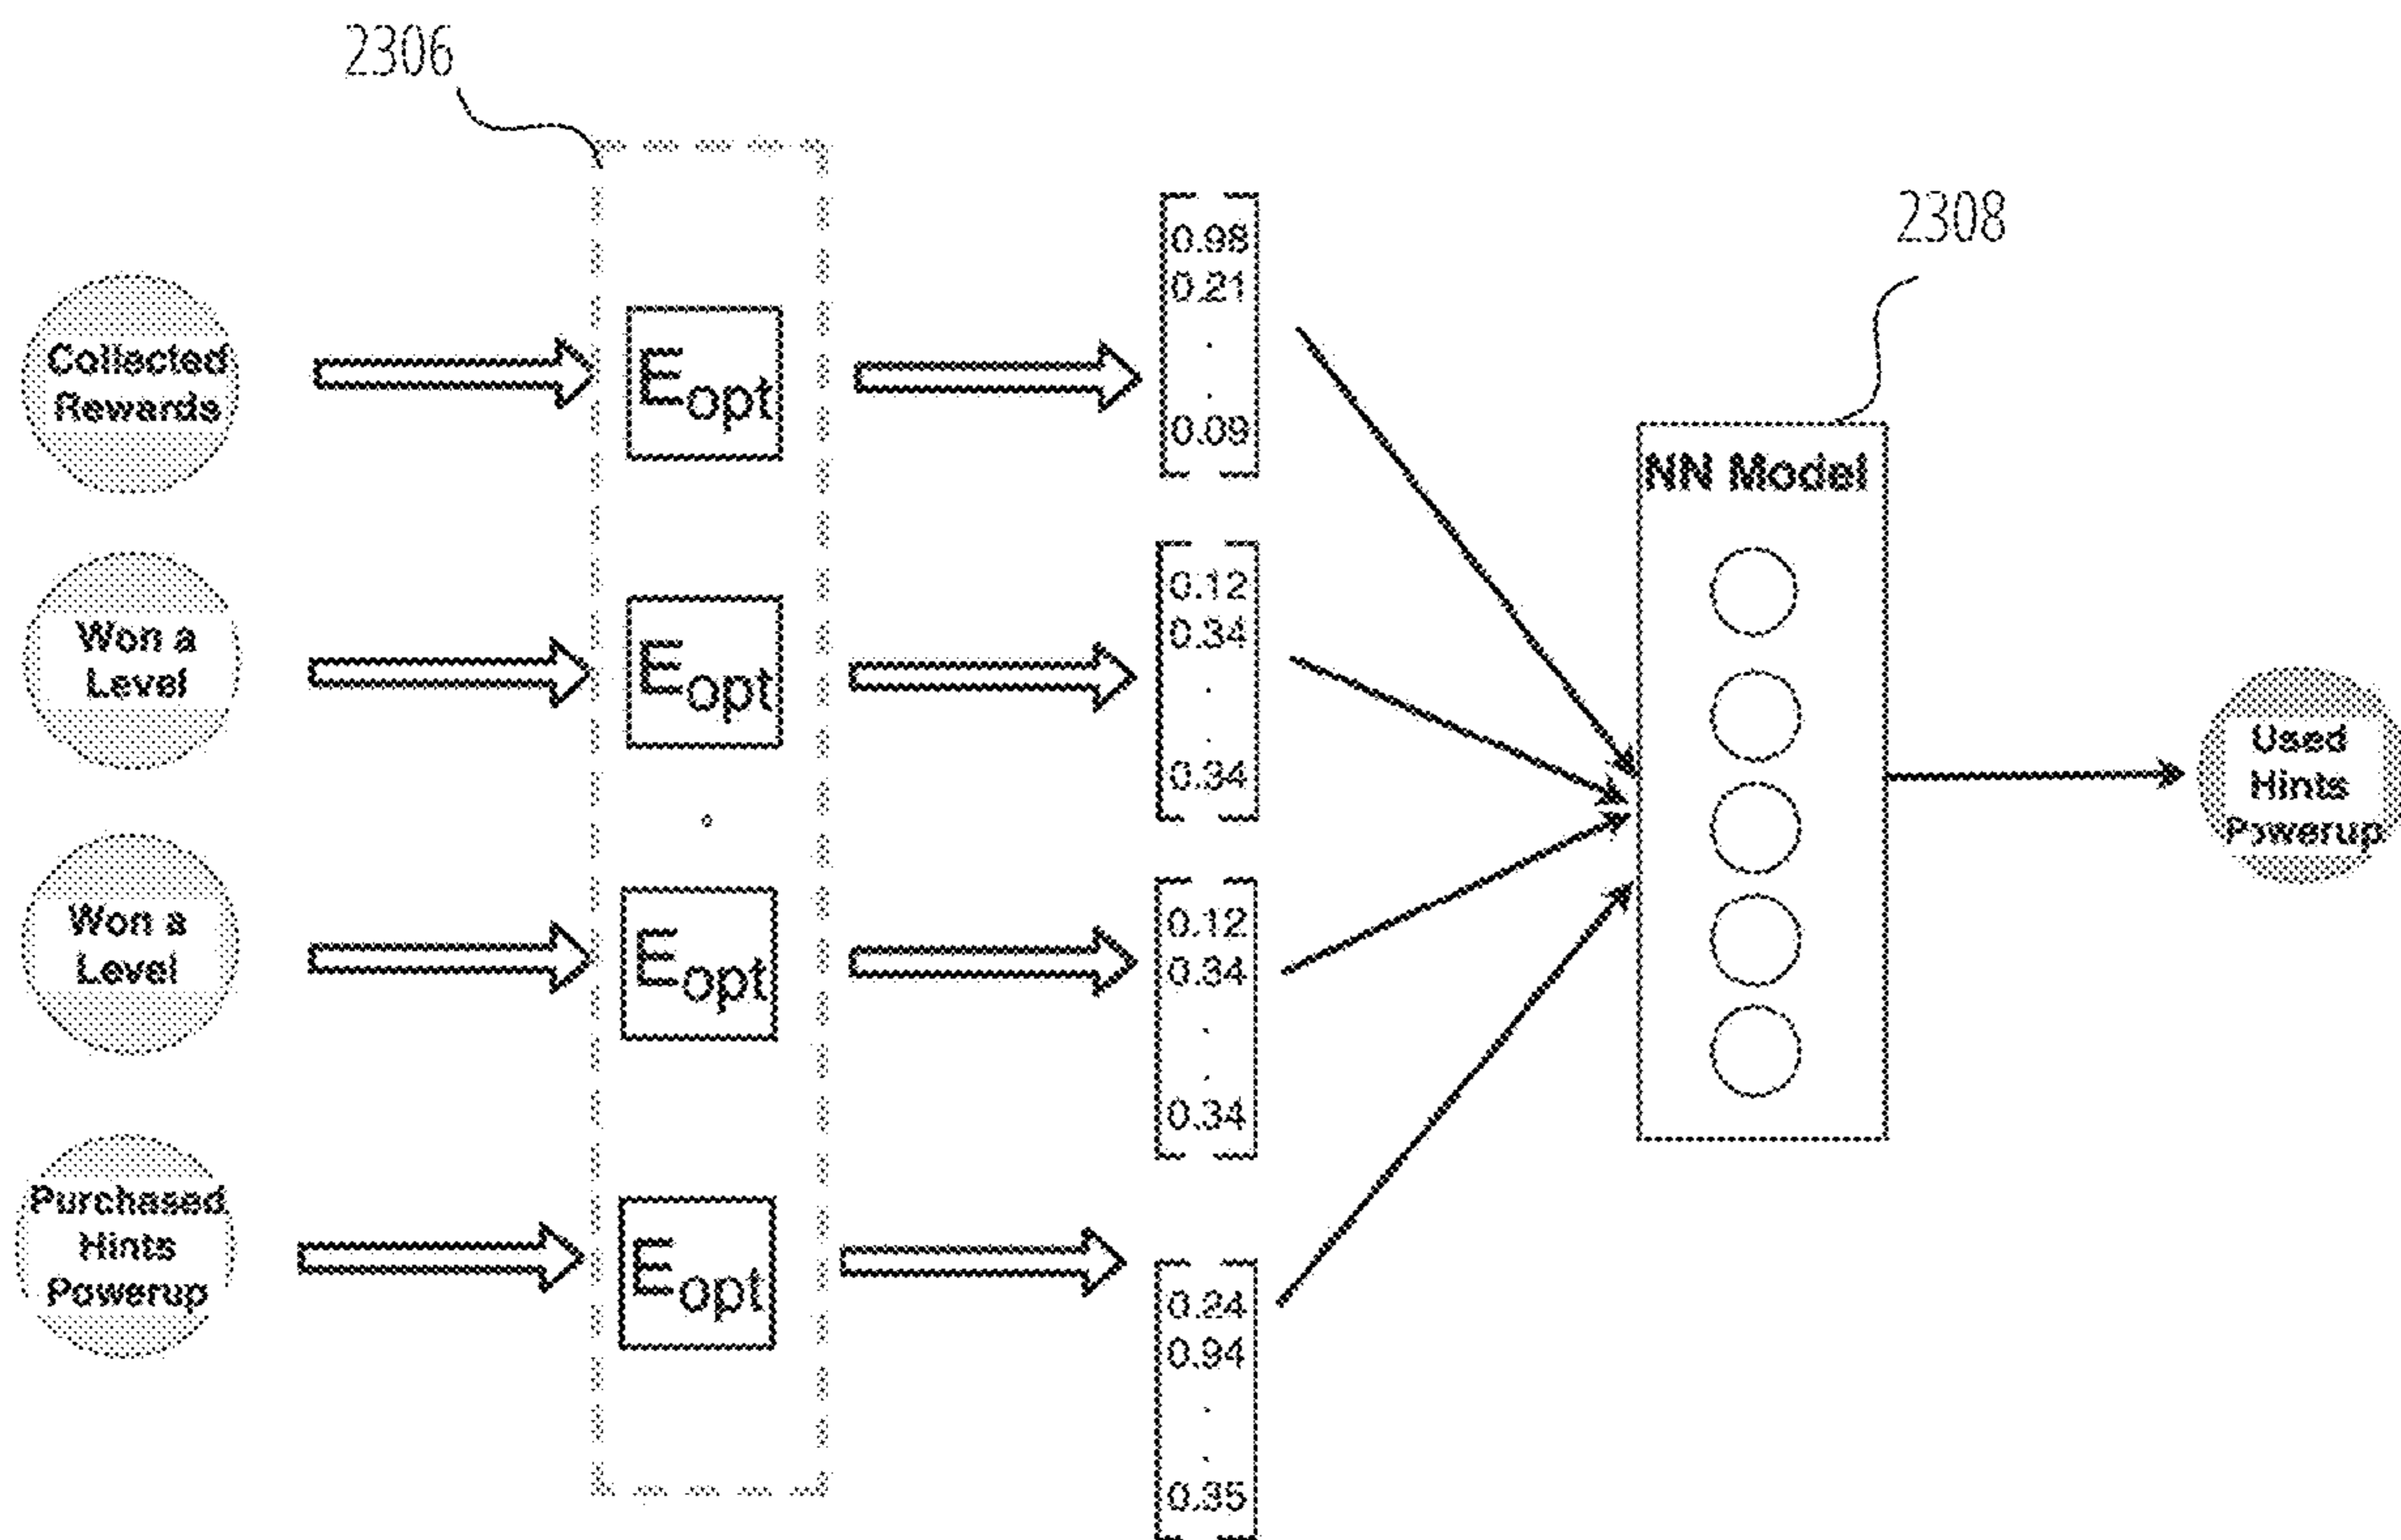 2306
2308
Collected
Rewards
Eopt
0.98
0.21
.
.
0.09
NN Model
Won a
Level
Eopt
0.12
0.34
.
.
0.34
Used
Hints
Powerup
Won a
Level
Eopt
0.12
0.34
.
.
0.34
Purchased
Hints
Powerup
Eopt
0.24
0.94
.
.
0.35